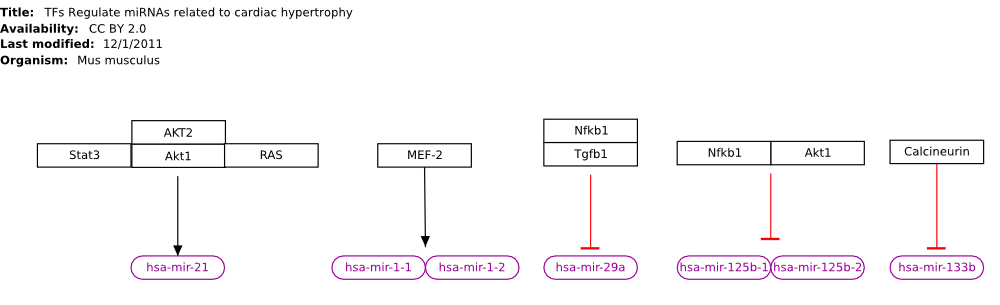 Title: TFs Regulate miRNAs related to cardiac hypertrophy
Availability: CC BY 2.0
Last modified: 12/1/2011
Organism: Mus musculus
AKT2
Stat3 Akt1 RAS
MEF-2
Nfkb1
Tgfb1
Nfkb1 Akt1
Calcineurin
hsa-mir-21
hsa-mir-1-1 hsa-mir-1-2
hsa-mir-29a
hsa-mir-125b-1 hsa-mir-125b-2
hsa-mir-133b